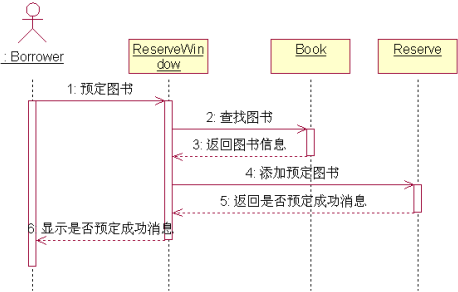 : Borrower
ReserveWin
dow
Book
Reserve
1: 预定图书
2: 查找图书
3: 返回图书信息
4: 添加预定图书
5: 返回是否预定成功消息
6: 显示是否预定成功消息